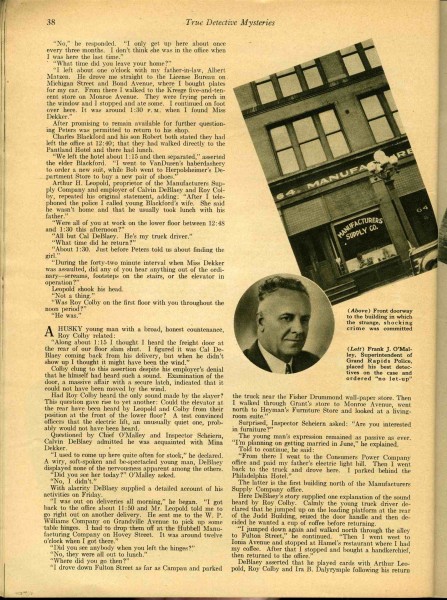 38
True Detective Mysteries
"No," he responded. "I only get up here about once
every three months. I don't think she was in the office when
I was here the last time."
"What time did you leave your home?"
"I left about one o'clock with my father-in-law, Albert
Matzen. He drove me straight to the License Bureau on
Michigan Street and Bond Avenue, where I bought plates
for my car. From there I walked to the Kresge five-and-ten-
cent store on Monroe Avenue. They were frying perch in
the window and I stopped and ate some. I continued on foot
over here. It was around 1:30 P. M. when I found Miss
Dekker."
After promising to remain available for further question-
ing Peters was permitted to return to his shop.
Charles Blackford and his son Robert both stated they had
left the office at 12:40; that they had walked directly to the
Pantlind Hotel and there had lunch.
"We left the hotel about 1:15 and then separated," asserted
the elder Blackford. "I went to VanDozen's haberdashery
to order a new suit, while Bob went to Herpolsheimer's De-
partment Store to buy a new pair of shoes."
Arthur H. Leopold, proprietor of the Manufacturers Sup-
ply Company and employer of Calvin DeBlaey and Roy Col-
by, repeated his original statement, adding: "After I tele-
phoned the police I called young Blackford's wife. She said
he wasn't home and that he usually took lunch with his
father."
"Were all of you at work on the lower floor between 12:48
and 1:30 this afternoon?"
"All but Cal DeBlaey. He's my truck driver."
"What time did he return?"
"About 1:30. Just before Peters told us about finding the
girl."
"During the forty-two minute interval when Miss Dekker
was assaulted, did any of you hear anything out of the ordi-
nary—screams, footsteps on the stairs, or the elevator in
operation?"
Leopold shook his head.
"Not a thing."
"Was Roy Colby on the first floor with you throughout the
noon period?"
"He was."
A HUSKY young man with a broad, honest countenance,
Roy Colby related:
"Along about 1:15 I thought I heard the freight door at
the rear of our floor slam shut. I figured it was Cal De-
Blaey coming back from his delivery, but when he didn't
show up I thought it might have been the wind."
Colby clung to this assertion despite his employer's denial
that he himself had heard such a sound. Examination of the
door, a massive affair with a secure latch, indicated that it
could not have been moved by the wind.
Had Roy Colby heard the only sound made by the slayer?
This question gave rise to yet another: Could the elevator at
the rear have been heard by Leopold and Colby from their
position at the front of the lower floor? A test convinced
officers that the electric lift, an unusually quiet one, prob-
ably would not have been heard.
Questioned by Chief O'Malley and Inspector Scheiern,
Calvin DeBlaey admitted he was acquainted with Mina
Dekker.
"I used to come up here quite often for stock," he declared.
A wiry, soft-spoken and be-spectacled young man, DeBlaey
displayed none of the nervousness apparent among the others.
"Did you see her today?" O'Malley asked.
"No, I didn't."
With alacrity DeBlaey supplied a detailed account of his
activities on Friday.
"I was out on deliveries all morning," he began. "I got
back to the office about 11:50 and Mr. Leopold told me to
go right out on another delivery. He sent me to the W. P.
Williams Company on Grandville Avenue to pick up some
table hinges. I had to drop them off at the Hubbell Manu-
facturing Company on Hovey Street. It was around twelve
o'clock when I got there."
"Did you see anybody when you left the hinges?"
"No, they were all out to lunch."
"Where did you go then?"
"I drove down Fulton Street as far as Campau and parked
MANUFACTURERS
MANUFACTURERS
SUPPLY CO.
64
(Above) Front doorway
to the building in which
the strange, shocking
crime was committed
(Left) Frank J. O'Mal-
ley, Superintendent of
Grand Rapids Police,
placed his best detec-
tives on the case and
ordered "no let-up"
the truck near the Fisher Drummond wall-paper store. Then
I walked through Grant's store to Monroe Avenue, went
north to Heyman's Furniture Store and looked at a living-
room suite."
Surprised, Inspector Scheiern asked: "Are you interested
in furniture?"
The young man's expression remained as passive as ever.
"I'm planning on getting married in June," he explained.
Told to continue, he said:
"From there I went to the Consumers Power Company
office and paid my father's electric light bill. Then I went
back to the truck and drove here. I parked behind the
Philadelphia Hotel."
The latter is the first building north of the Manufacturers
Supply Company office.
Here DeBlaey's story supplied one explanation of the sound
heard by Roy Colby. Calmly the young truck driver de-
clared that he jumped up on the loading platform at the rear
of the Judd Building, seized the door handle and then de-
cided he wanted a cup of coffee before returning.
"I jumped down again and walked north through the alley
to Fulton Street," he continued. "Then I went west to
Ionia Avenue and stopped at Hamel's restaurant where I had
my coffee. After that I stopped and bought a handkerchief,
then returned to the office."
DeBlaey asserted that he played cards with Arthur Leo-
pold, Roy Colby and Ira B. Dalrymple following his return